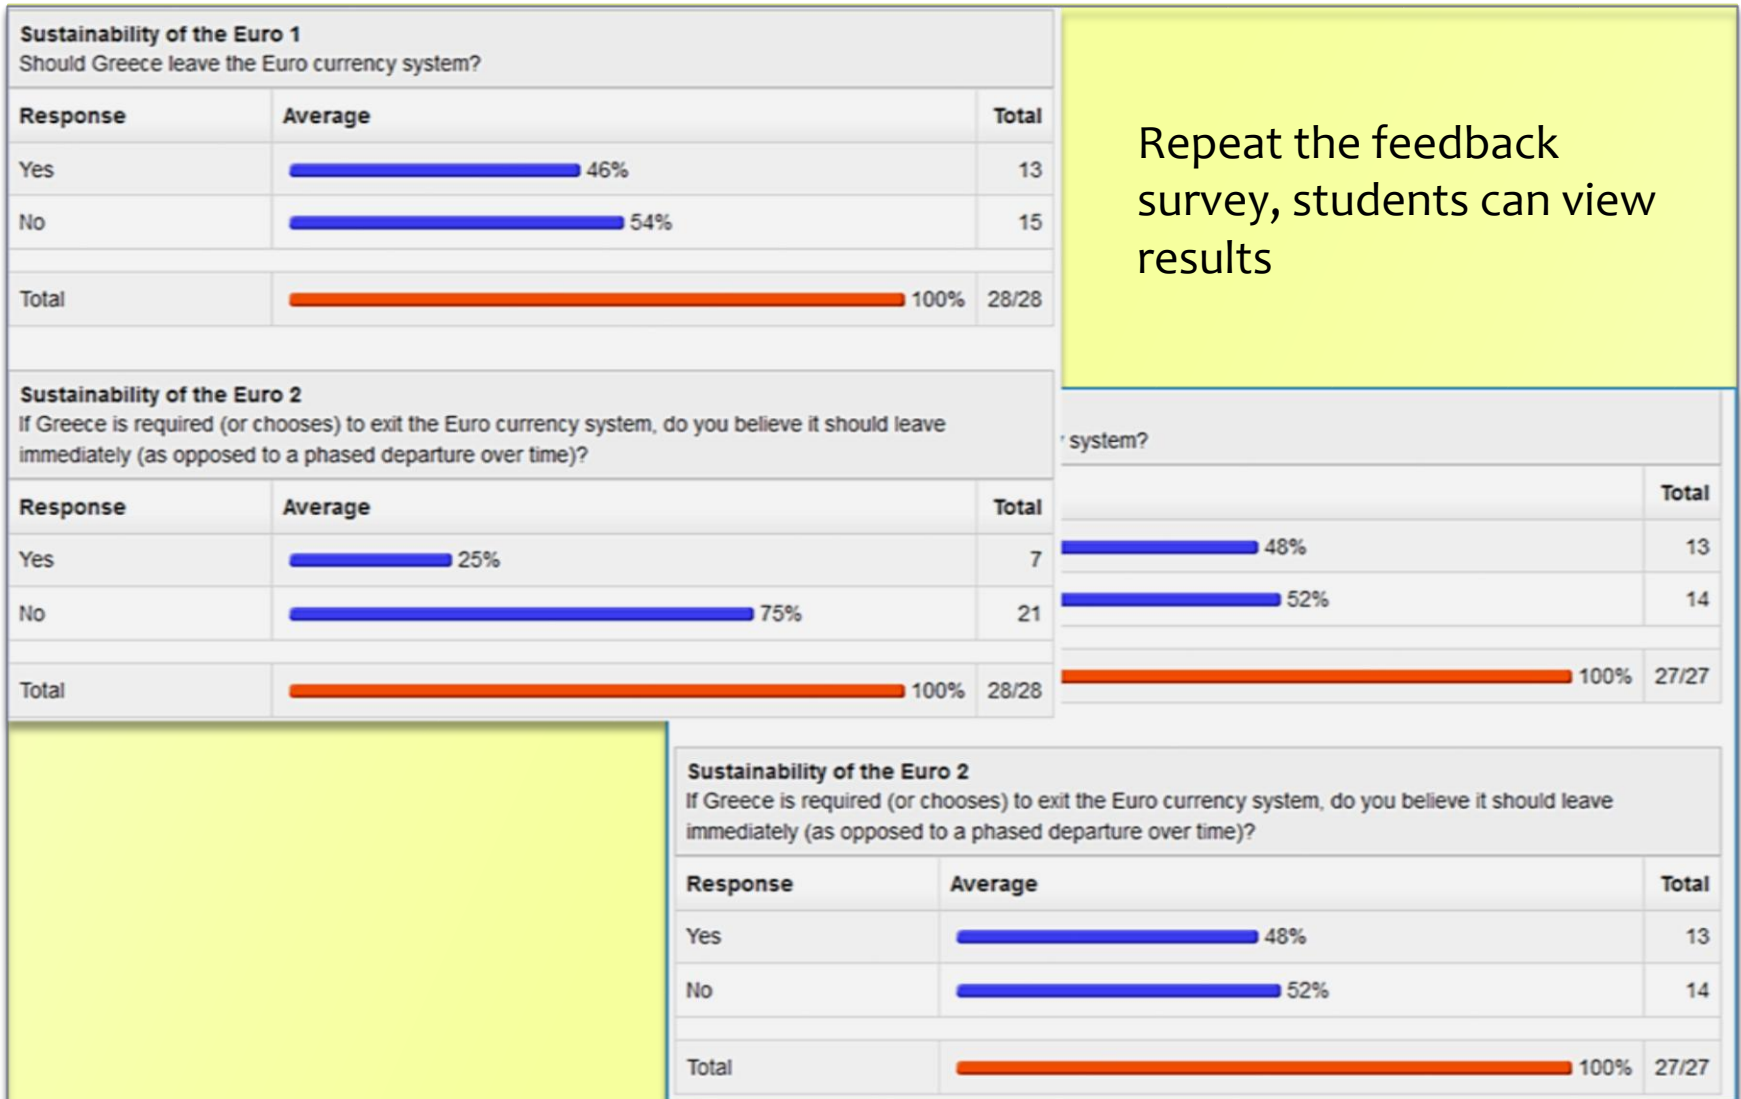 Sustainability of the Euro 1
Should Greece leave the Euro currency system?
Response Average Total
Yes 46% 13
No 54% 15
Total 100% 28/28
Sustainability of the Euro 2
If Greece is required (or chooses) to exit the Euro currency system, do you believe it should leave
immediately (as opposed to a phased departure over time)?
Response Average Total
Yes 25% 7
No 75% 21
Total 100% 28/28
Repeat the feedback
survey, students can view
results
system?
Total
48% 13
52% 14
100% 27/27
Sustainability of the Euro 2
If Greece is required (or chooses) to exit the Euro currency system, do you believe it should leave
immediately (as opposed to a phased departure over time)?
Response Average Total
Yes 48% 13
No 52% 14
Total 100% 27/27